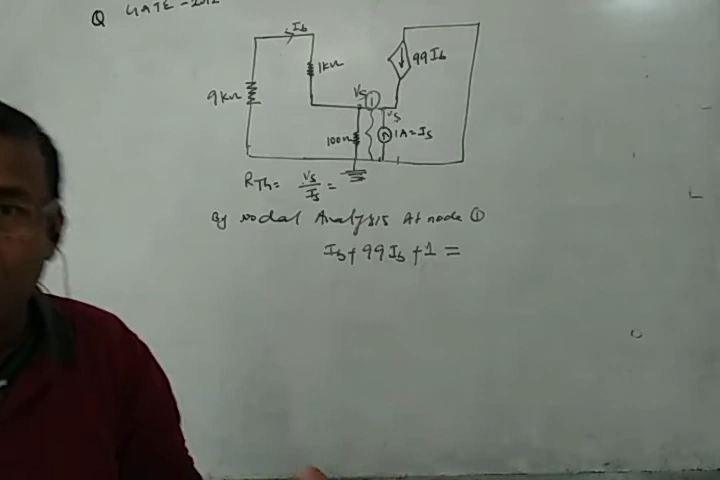 Q GATE - 2012
Ib
1kΩ
99Ib
9kΩ
Vs ①
Vs
100Ω
1A=Is
RTh = Vs/Is =
By nodal Analysis At node ①
Ib + 99Ib + 1 =